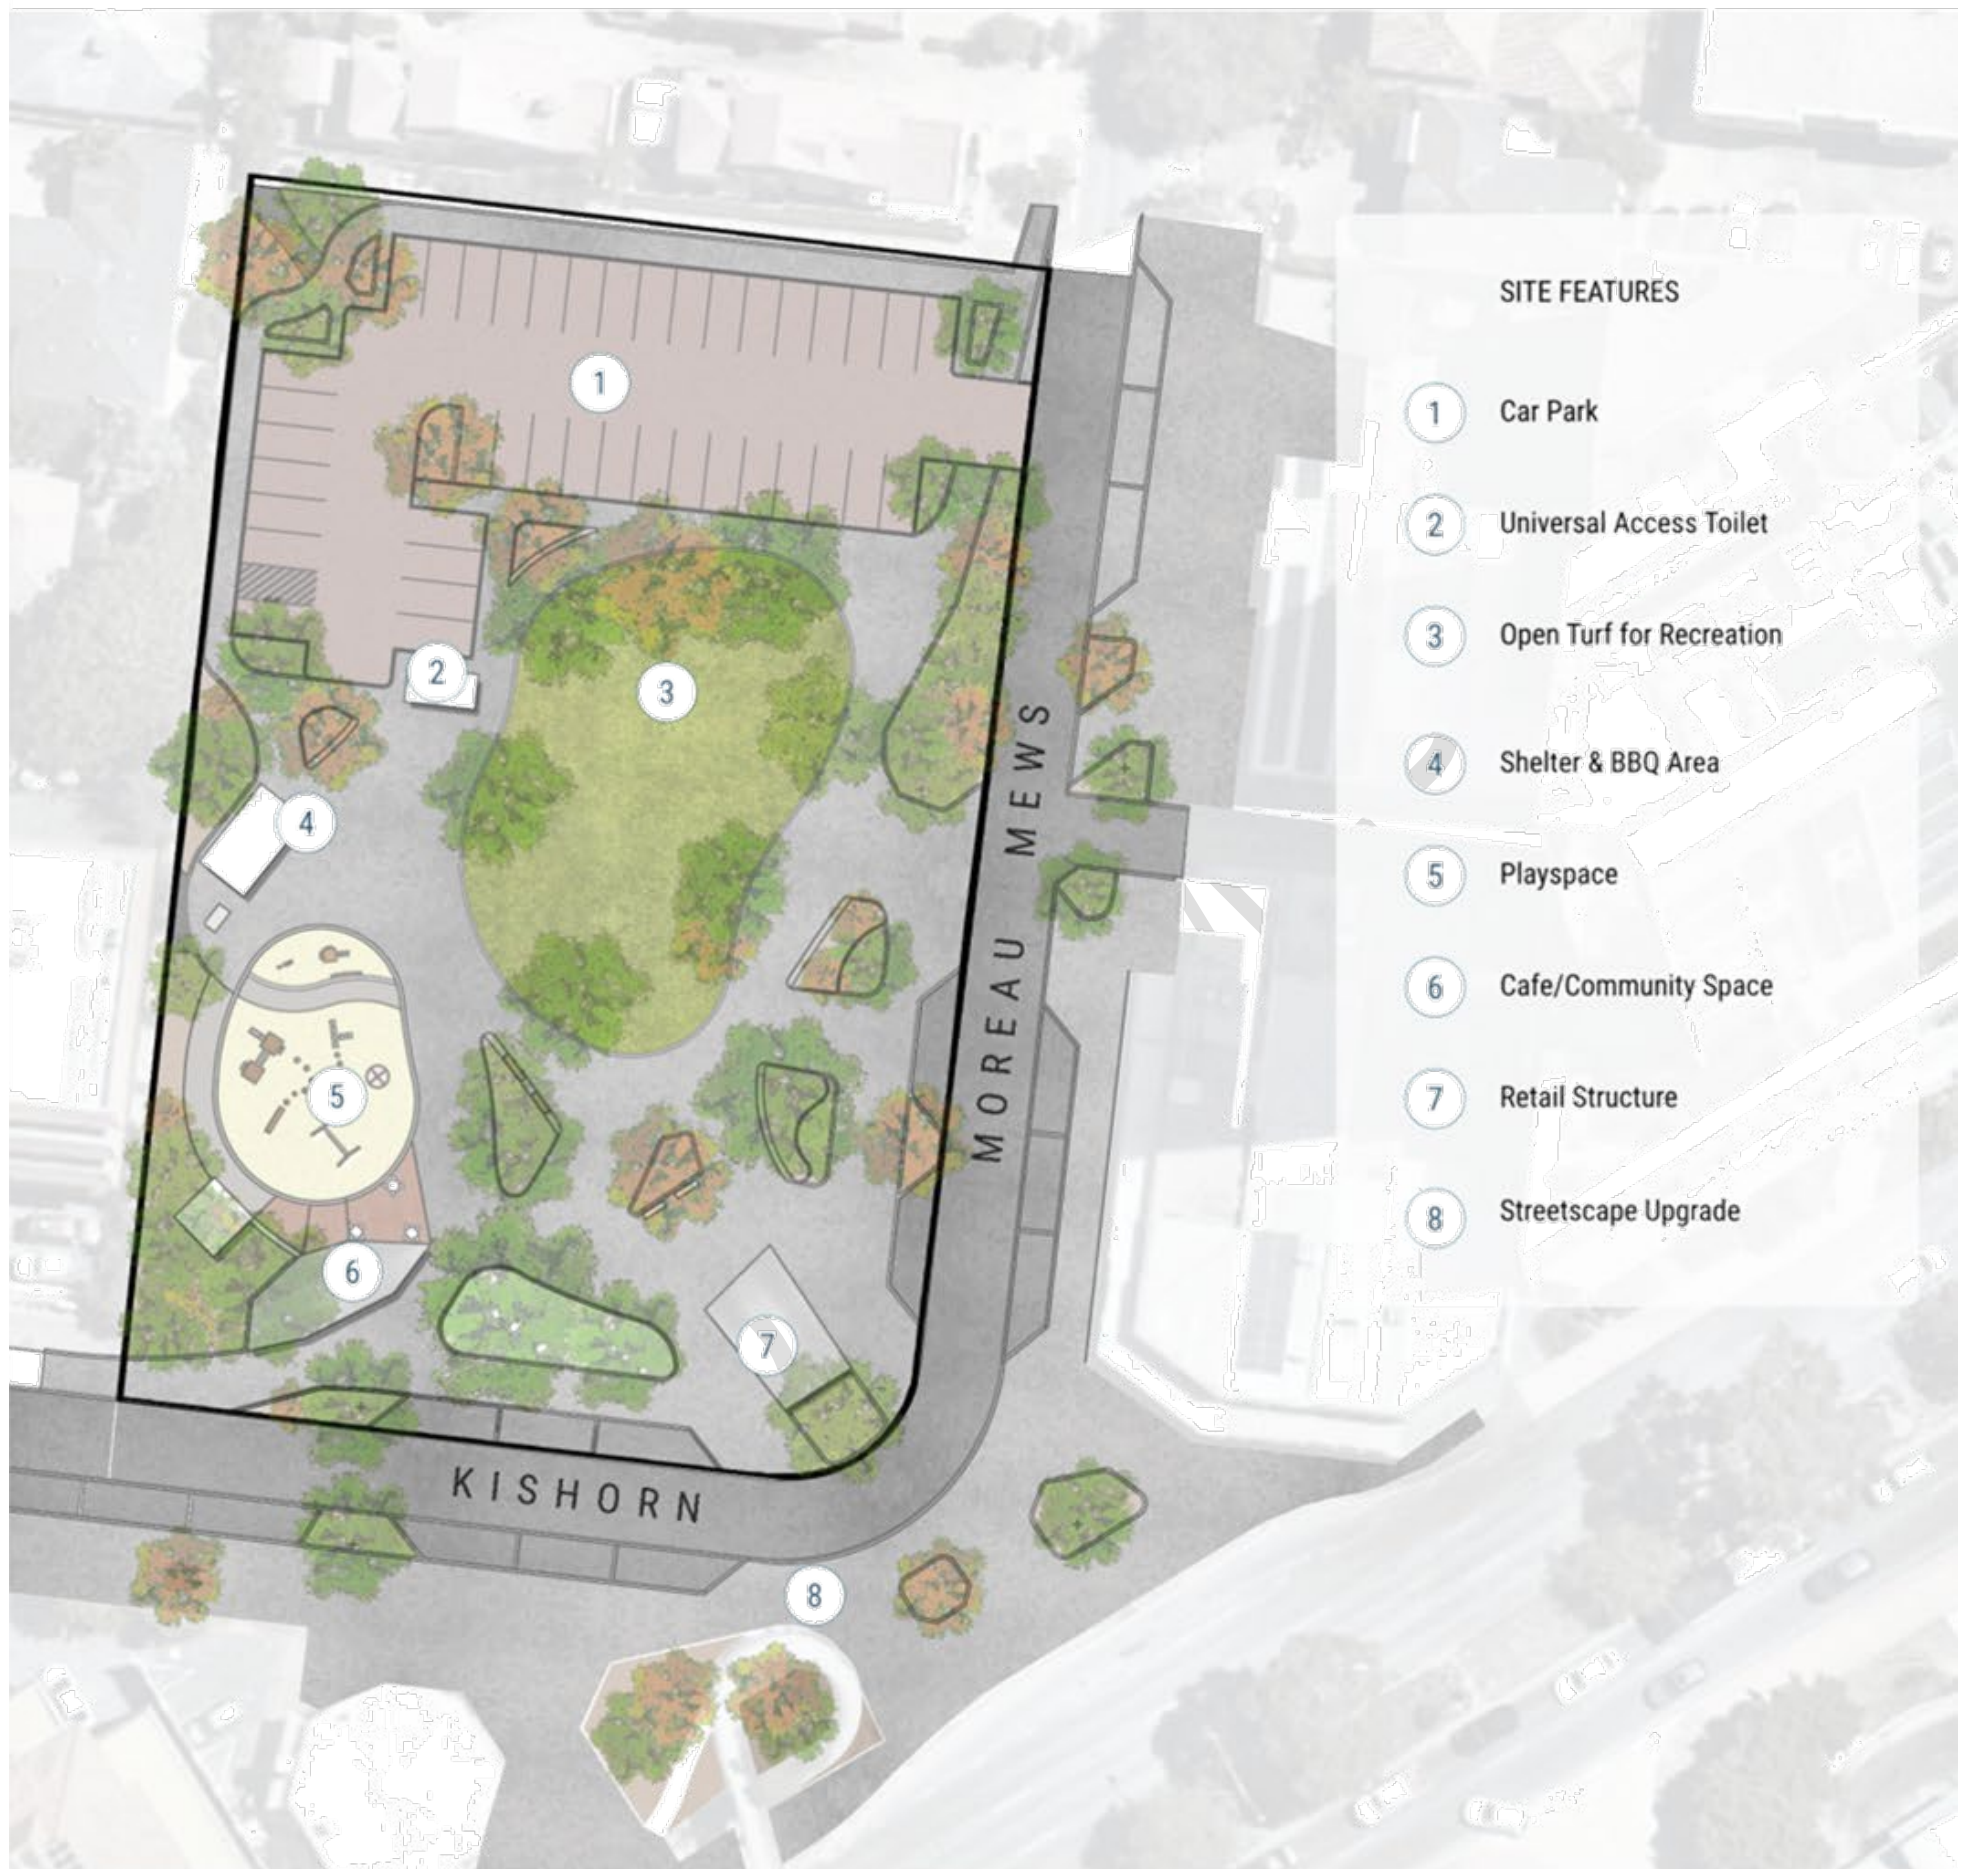 SITE FEATURES
1 Car Park
2 Universal Access Toilet
3 Open Turf for Recreation
4 Shelter & BBQ Area
5 Playspace
6 Cafe/Community Space
7 Retail Structure
8 Streetscape Upgrade
1
2
3
4
5
6
7
8
MOREAU MEWS
KISHORN